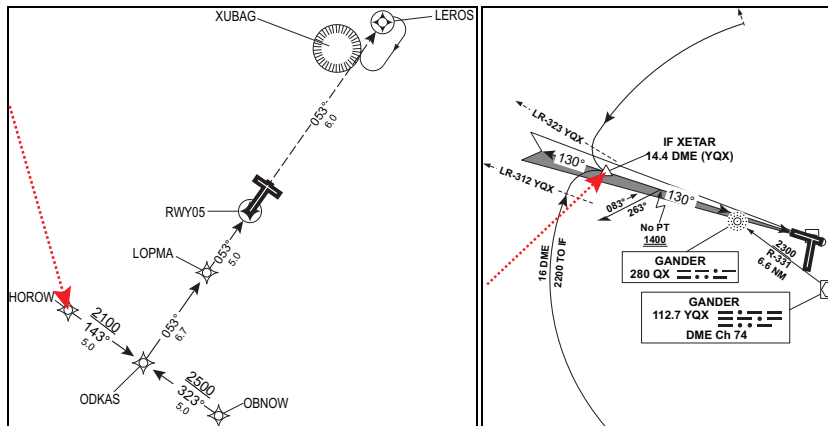 XUBAG
LEROS
053°
6.0
RWY05
LOPMA
053°
5.0
HOROW
2100
143°
5.0
053°
6.7
ODKAS
2500
323°
5.0
OBNOW
LR-323 YQX
IF XETAR
14.4 DME (YQX)
130°
LR-312 YQX
130°
083°
263°
No PT
1400
16 DME
2200 TO IF
2300
R-331
6.6 NM
GANDER
280 QX
GANDER
112.7 YQX
DME Ch 74